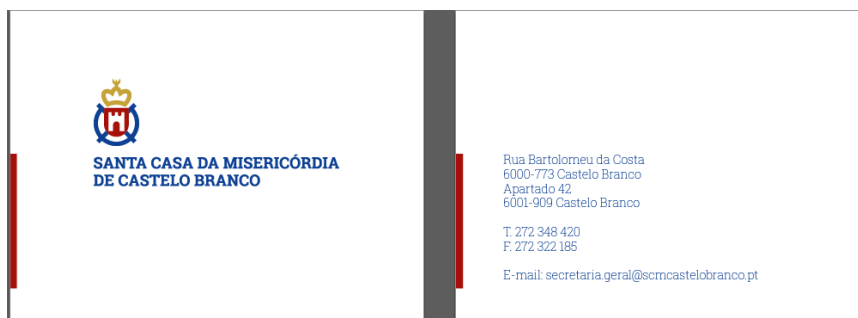 SANTA CASA DA MISERICÓRDIA
DE CASTELO BRANCO
Rua Bartolomeu da Costa
6000-773 Castelo Branco
Apartado 42
6001-909 Castelo Branco
T. 272 348 420
F. 272 322 185
E-mail: secretaria.geral@scmcastelobranco.pt